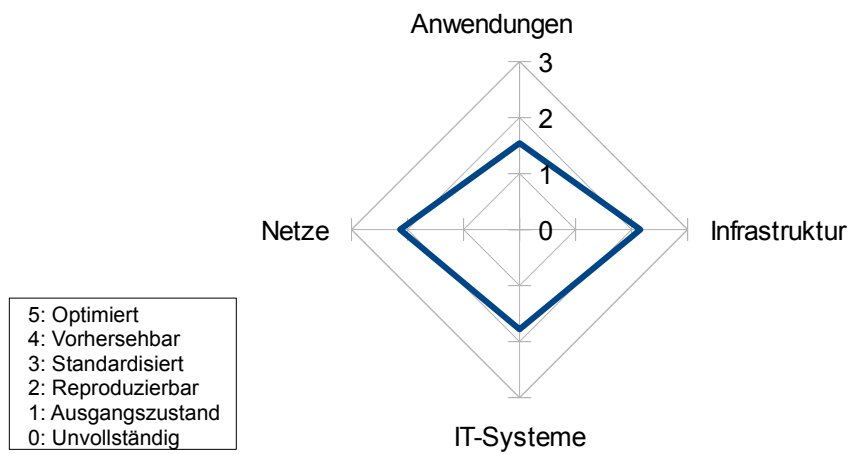 Anwendungen
3
2
1
0
Netze
Infrastruktur
IT-Systeme
5: Optimiert
4: Vorhersehbar
3: Standardisiert
2: Reproduzierbar
1: Ausgangszustand
0: Unvollständig